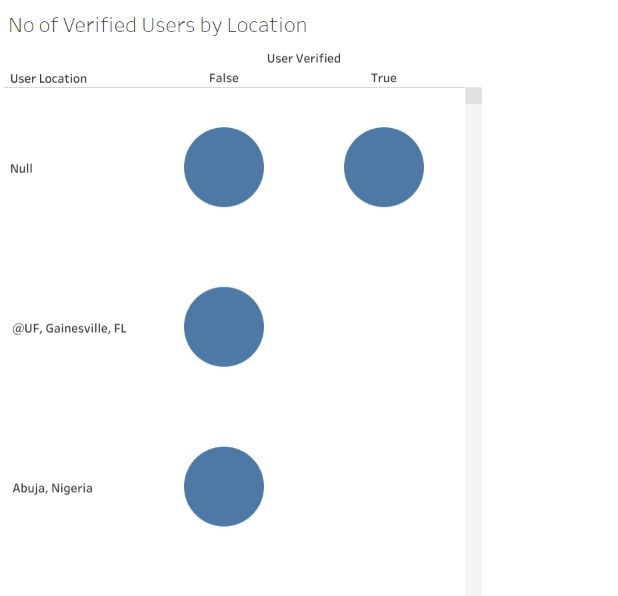 No of Verified Users by Location
User Verified
User Location False True
Null
@UF, Gainesville, FL
Abuja, Nigeria